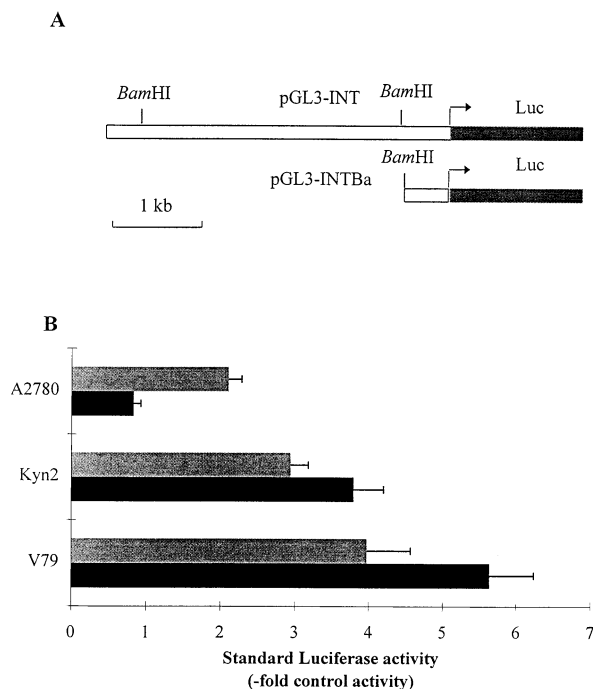 A
BamHI pGL3-INT BamHI Luc
BamHI Luc
pGL3-INTBa
1 kb
B
A2780
Kyn2
V79
0 1 2 3 4 5 6 7
Standard Luciferase activity
(-fold control activity)